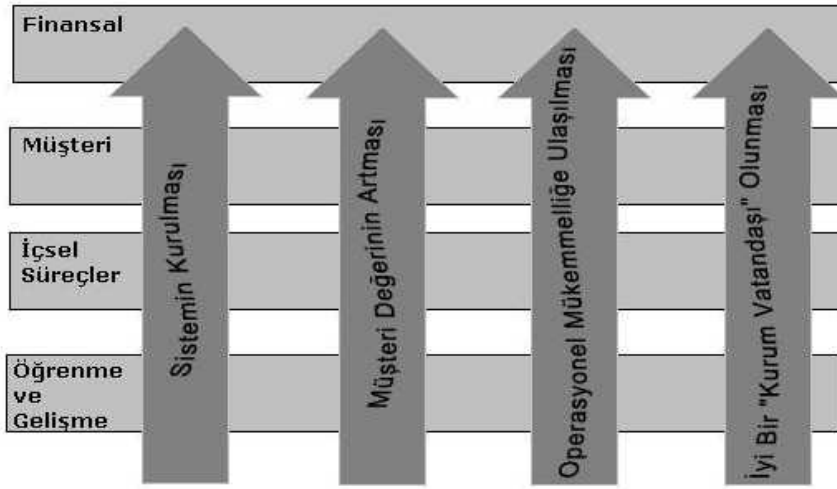 Finansal
Müşteri
İçsel
Süreçler
Öğrenme
ve
Gelişme
Sistemin Kurulması
Müşteri Değerinin Artması
Operasyonel Mükemmelliğe Ulaşılması
İyi Bir "Kurum Vatandaşı" Olunması